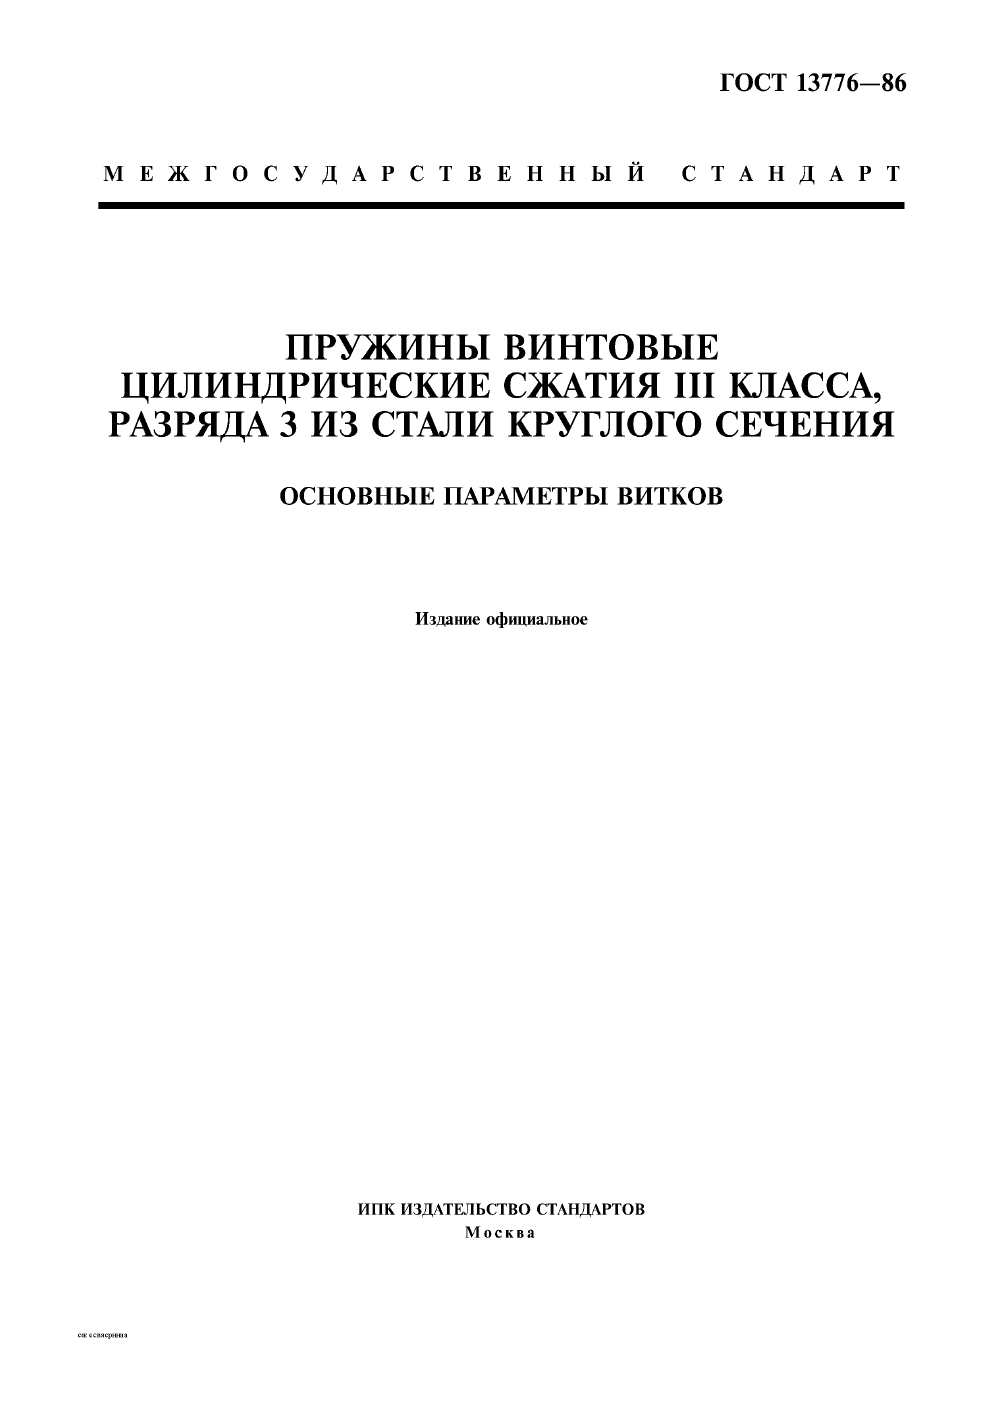 ГОСТ 13776—86
МЕЖГОСУДАРСТВЕННЫЙ СТАНДАРТ
ПРУЖИНЫ ВИНТОВЫЕ
ЦИЛИНДРИЧЕСКИЕ СЖАТИЯ III КЛАССА,
РАЗРЯДА 3 ИЗ СТАЛИ КРУГЛОГО СЕЧЕНИЯ
ОСНОВНЫЕ ПАРАМЕТРЫ ВИТКОВ
Издание официальное
ИПК ИЗДАТЕЛЬСТВО СТАНДАРТОВ
Москва